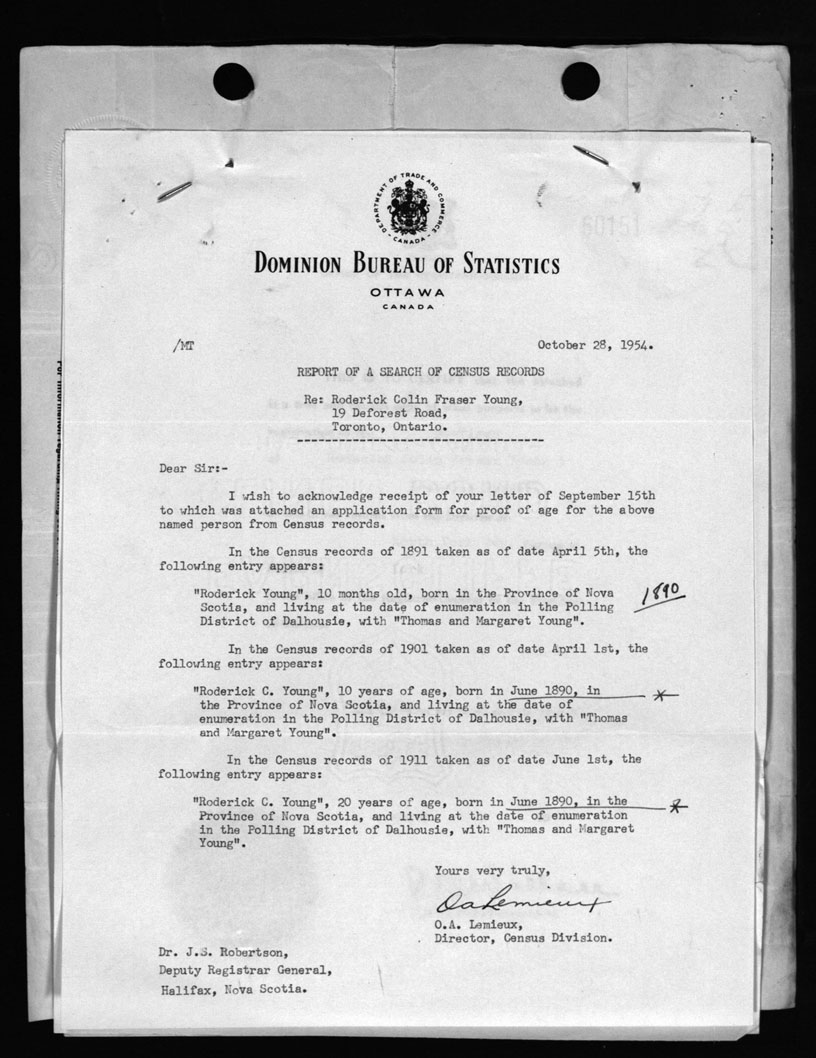 DEPARTMENT OF TRADE AND COMMERCE
- CANADA -
60151
DOMINION BUREAU OF STATISTICS
OTTAWA
CANADA
/MT October 28, 1954.
REPORT OF A SEARCH OF CENSUS RECORDS
Re: Roderick Colin Fraser Young,
19 Deforest Road,
Toronto, Ontario.
Dear Sir:-
I wish to acknowledge receipt of your letter of September 15th
to which was attached an application form for proof of age for the above
named person from Census records.
In the Census records of 1891 taken as of date April 5th, the
following entry appears:
"Roderick Young", 10 months old, born in the Province of Nova
Scotia, and living at the date of enumeration in the Polling
District of Dalhousie, with "Thomas and Margaret Young".
1890
In the Census records of 1901 taken as of date April 1st, the
following entry appears:
"Roderick C. Young", 10 years of age, born in June 1890, in
the Province of Nova Scotia, and living at the date of
enumeration in the Polling District of Dalhousie, with "Thomas
and Margaret Young".
In the Census records of 1911 taken as of date June 1st, the
following entry appears:
"Roderick C. Young", 20 years of age, born in June 1890, in the
Province of Nova Scotia, and living at the date of enumeration
in the Polling District of Dalhousie, with "Thomas and Margaret
Young".
Yours very truly,
OaLemieux
O.A. Lemieux,
Director, Census Division.
Dr. J.S. Robertson,
Deputy Registrar General,
Halifax, Nova Scotia.